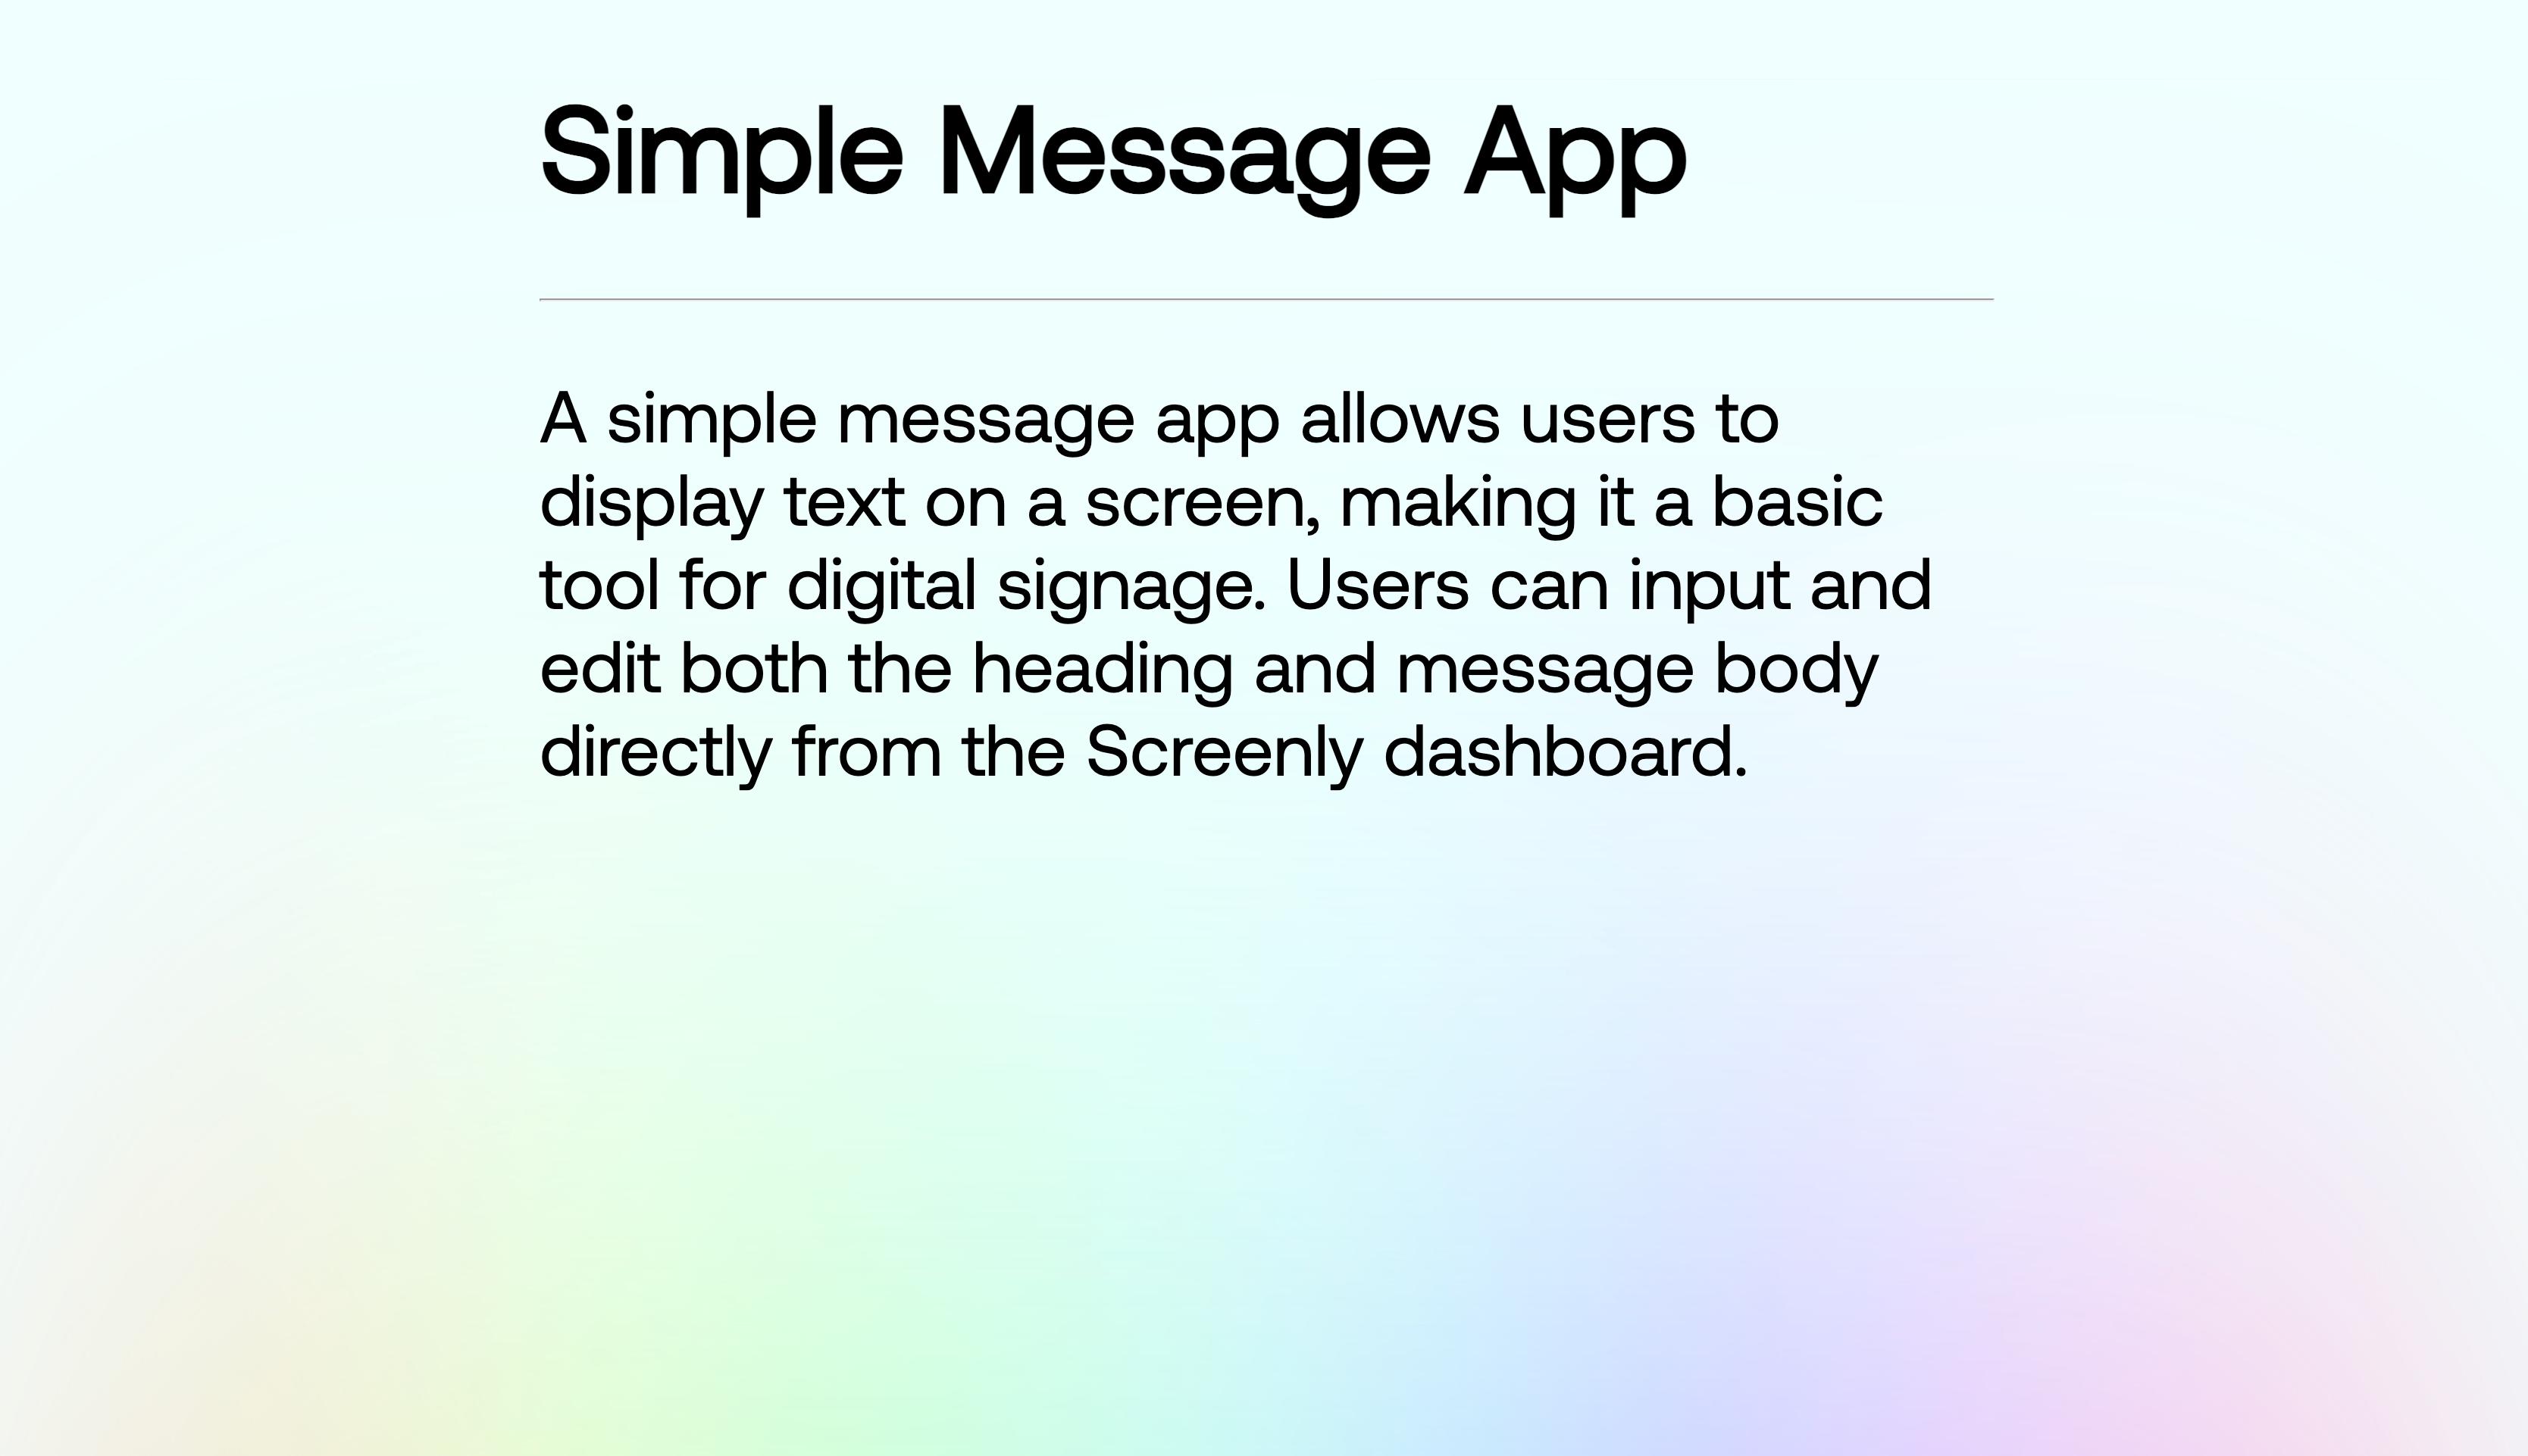 Simple Message App
A simple message app allows users to
display text on a screen, making it a basic
tool for digital signage. Users can input and
edit both the heading and message body
directly from the Screenly dashboard.